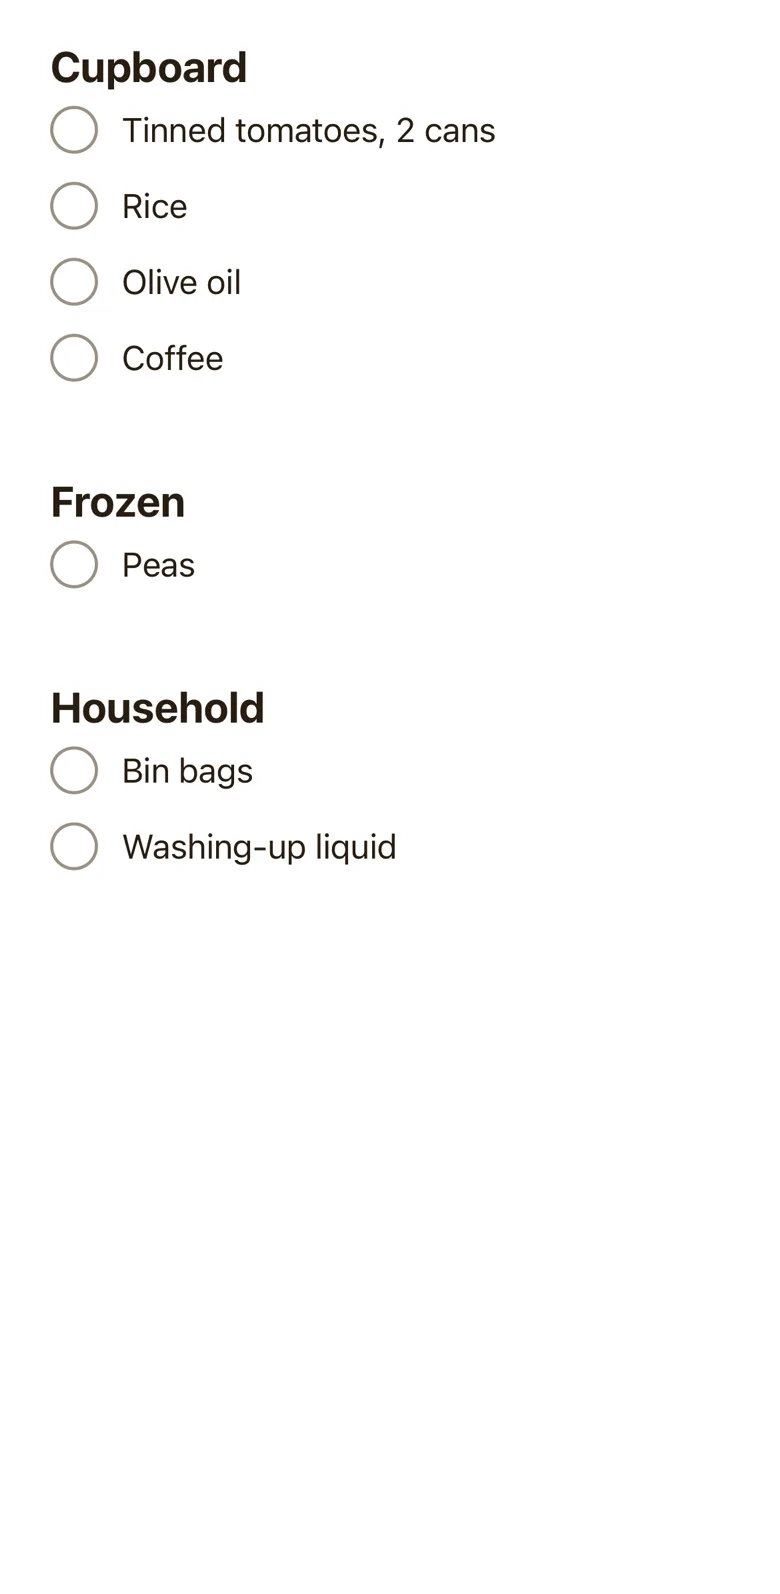 Cupboard
Tinned tomatoes, 2 cans
Rice
Olive oil
Coffee
Frozen
Peas
Household
Bin bags
Washing-up liquid